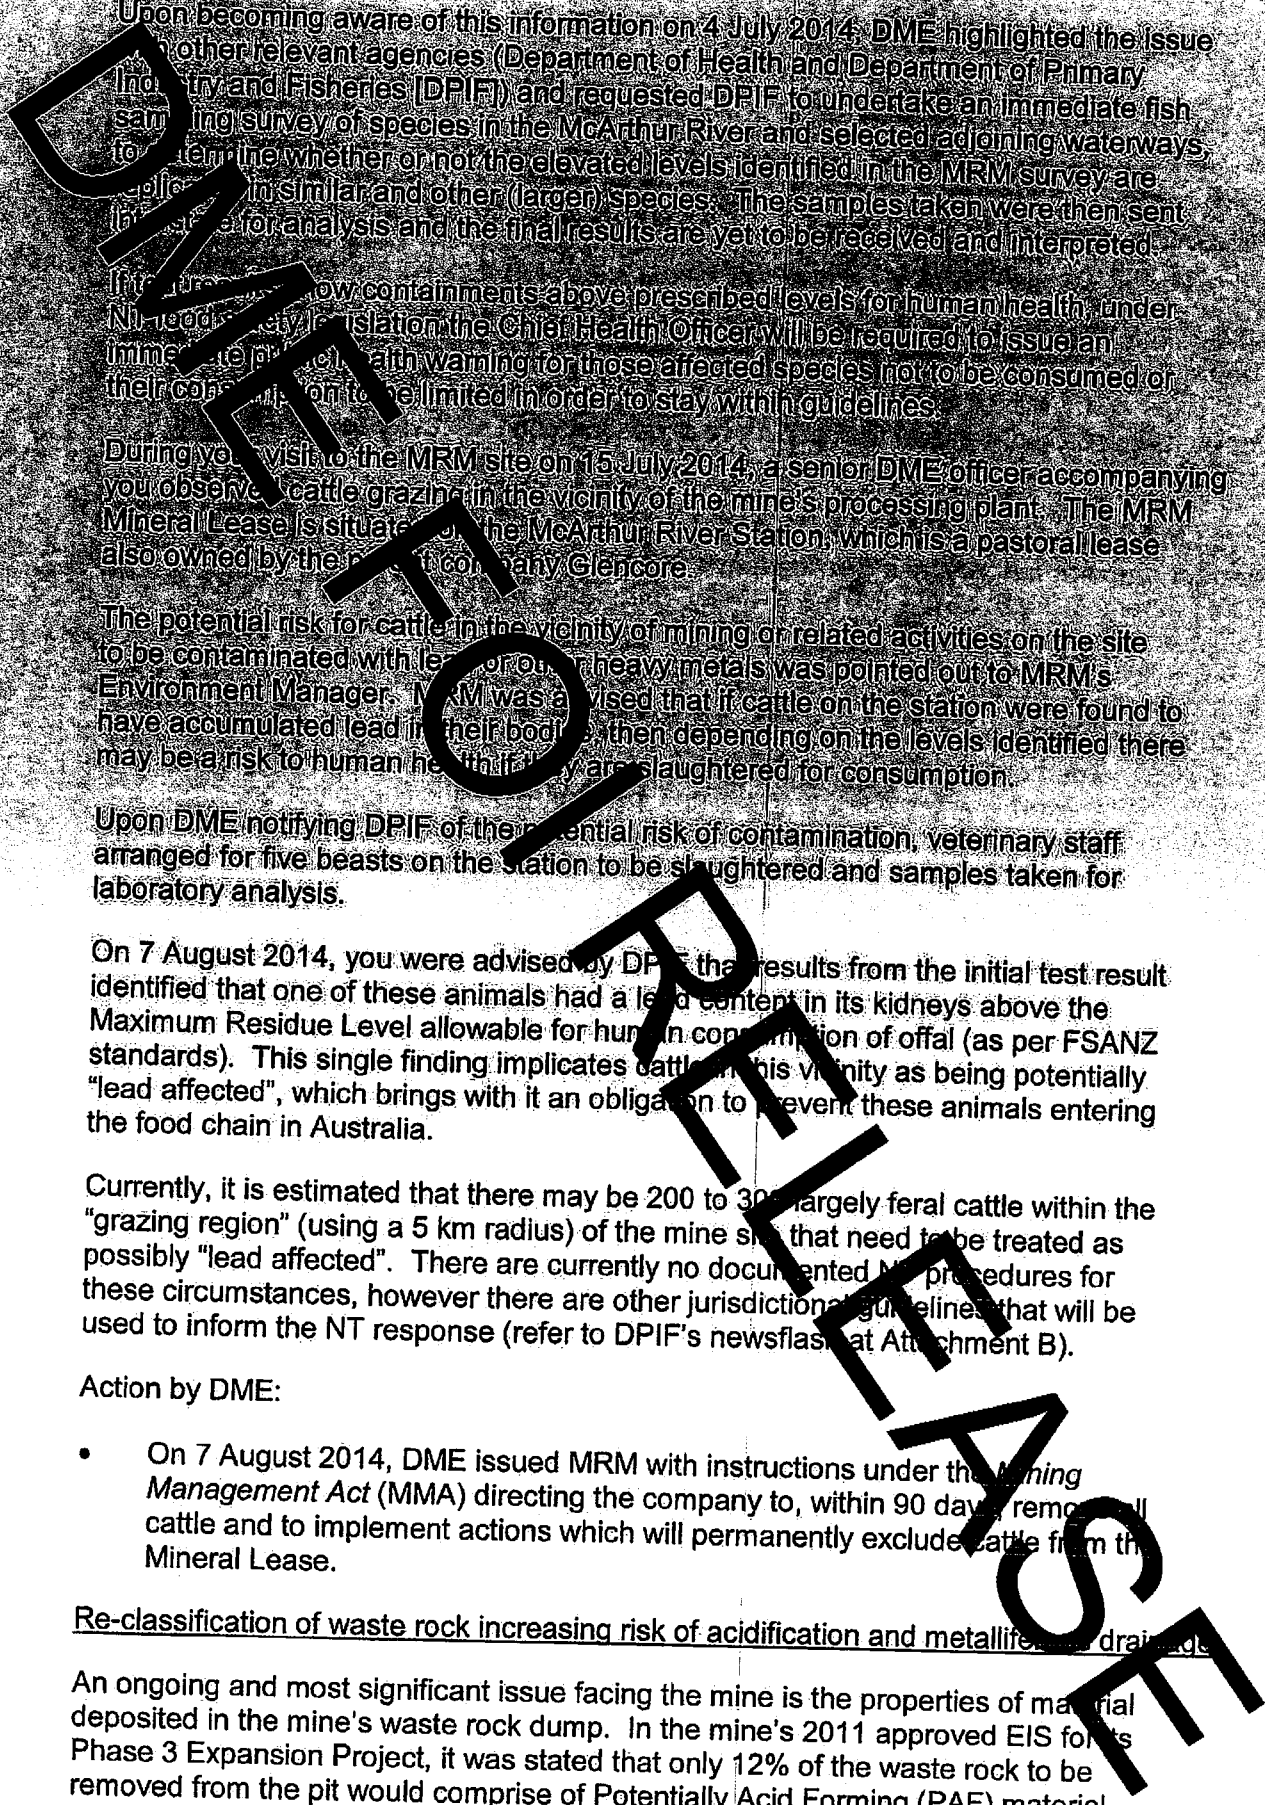 Upon becoming aware of this information on 4 July 2014, DME highlighted the issue
other relevant agencies (Department of Health and Department of Primary
Industry and Fisheries [DPIF]) and requested DPIF to undertake an immediate fish
sampling survey of species in the McArthur River and selected adjoining waterways,
to determine whether or not the elevated levels identified in the MRM survey are
in similar and other (larger) species. The samples taken were then sent
for analysis and the final results are yet to be received and interpreted.
If test results show containments above prescribed levels for human health, under
NT food safety legislation the Chief Health Officer will be required to issue an
immediate public health warning for those affected species not to be consumed or
their consumption to be limited in order to stay within guidelines.
During your visit to the MRM site on 15 July 2014, a senior DME officer accompanying
you observed cattle grazing in the vicinity of the mine's processing plant. The MRM
Mineral Lease is situated the McArthur River Station, which is a pastoral lease
also owned by the parent company Glencore.
The potential risk for cattle in the vicinity of mining or related activities on the site
to be contaminated with lead or other heavy metals was pointed out to MRM's
Environment Manager. MRM was advised that if cattle on the station were found to
have accumulated lead in their bodies, then depending on the levels identified there
may be a risk to human health if they are slaughtered for consumption.
Upon DME notifying DPIF of the potential risk of contamination, veterinary staff
arranged for five beasts on the station to be slaughtered and samples taken for
laboratory analysis.
On 7 August 2014, you were advised by DPIF that results from the initial test result
identified that one of these animals had a lead content in its kidneys above the
Maximum Residue Level allowable for human consumption of offal (as per FSANZ
standards). This single finding implicates cattle in this vicinity as being potentially
"lead affected", which brings with it an obligation to prevent these animals entering
the food chain in Australia.
Currently, it is estimated that there may be 200 to 300 largely feral cattle within the
"grazing region" (using a 5 km radius) of the mine site that need to be treated as
possibly "lead affected". There are currently no documented NT procedures for
these circumstances, however there are other jurisdictional guidelines that will be
used to inform the NT response (refer to DPIF's newsflash at Attachment B).
Action by DME:
• On 7 August 2014, DME issued MRM with instructions under the Mining
Management Act (MMA) directing the company to, within 90 days, remove all
cattle and to implement actions which will permanently exclude cattle from the
Mineral Lease.
Re-classification of waste rock increasing risk of acidification and metalliferous drainage
An ongoing and most significant issue facing the mine is the properties of material
deposited in the mine's waste rock dump. In the mine's 2011 approved EIS for its
Phase 3 Expansion Project, it was stated that only 12% of the waste rock to be
removed from the pit would comprise of Potentially Acid Forming (PAF) material
DME FOI RELEASE